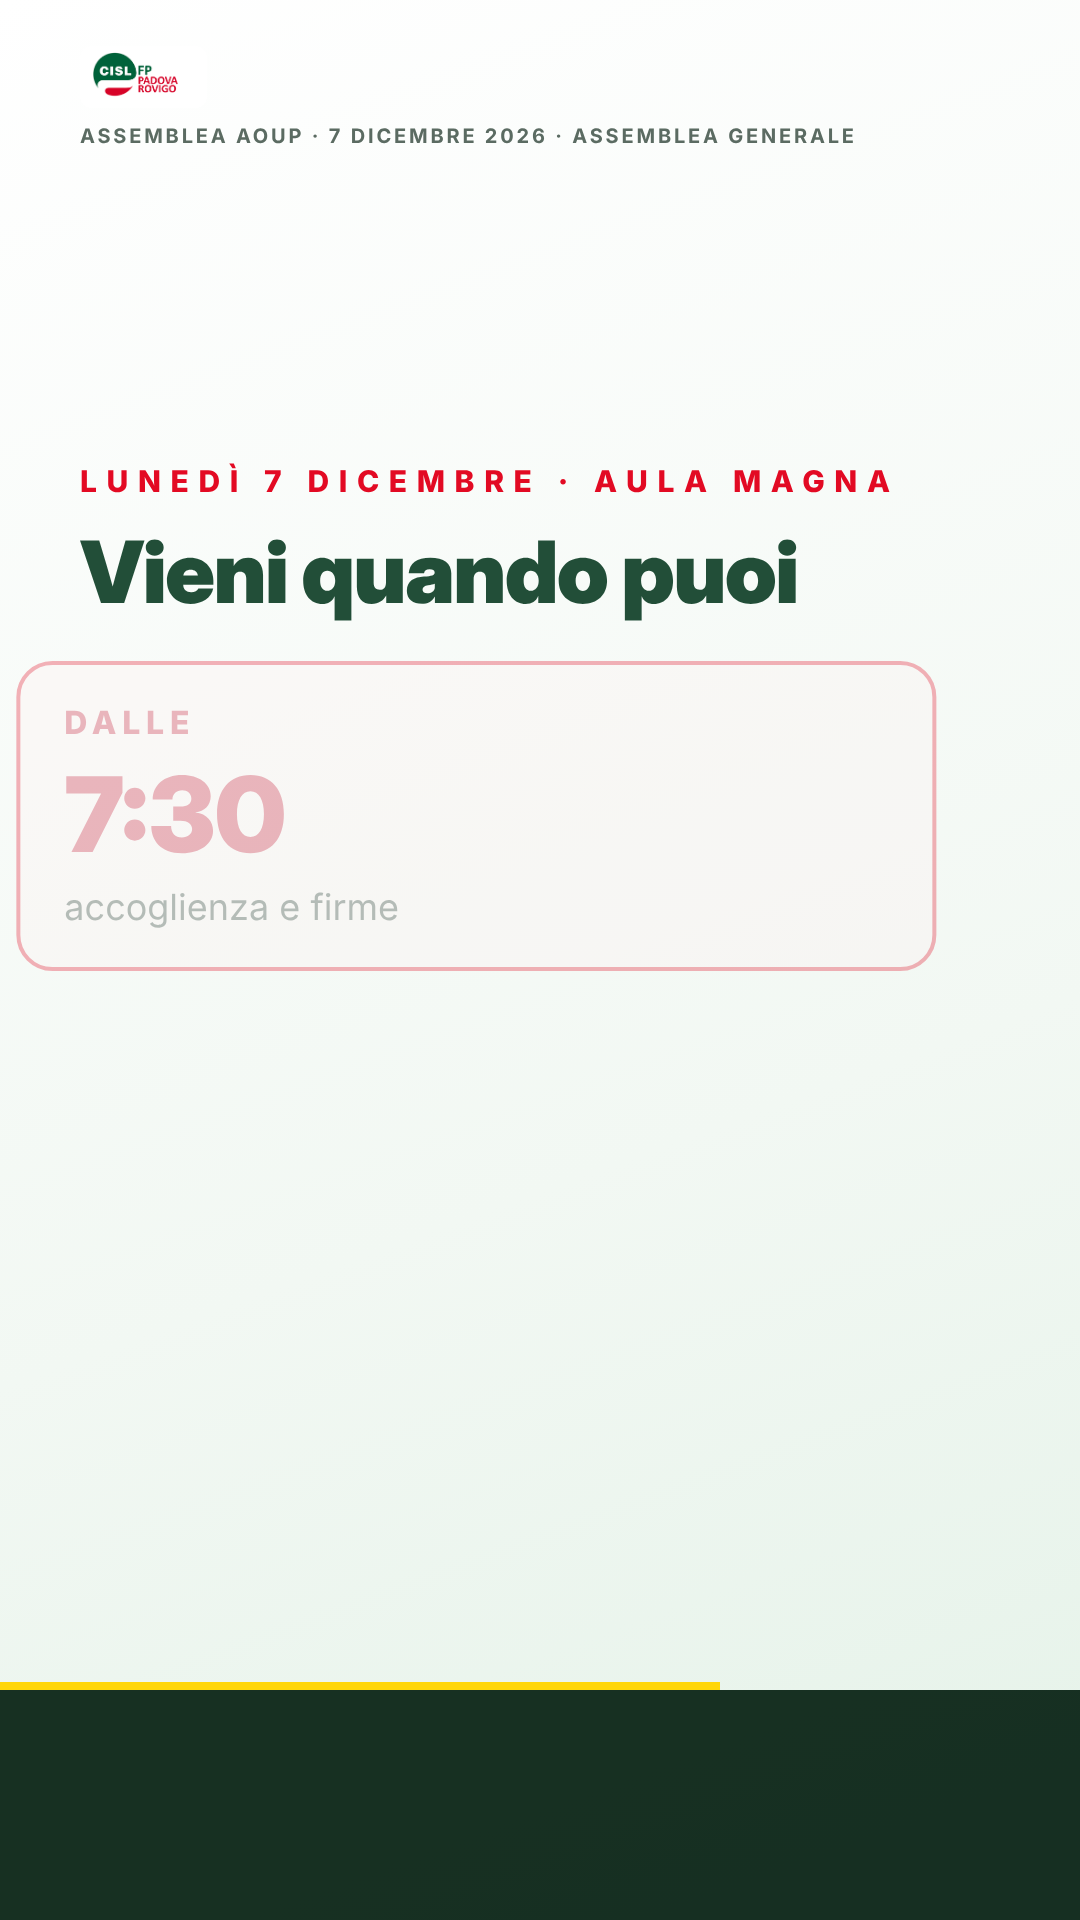 CISL FP
PADOVA
ROVIGO
ASSEMBLEA AOUP · 7 DICEMBRE 2026 · ASSEMBLEA GENERALE
LUNEDÌ 7 DICEMBRE · AULA MAGNA
Vieni quando puoi
DALLE
7:30
accoglienza e firme